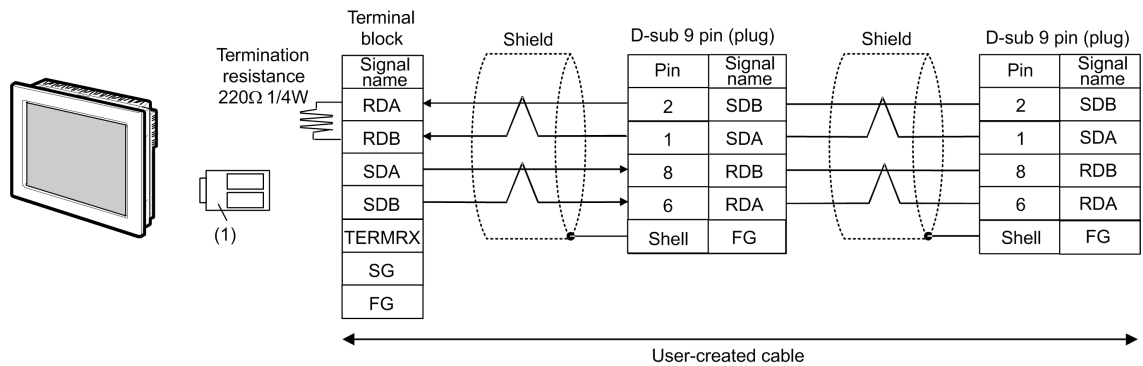 Terminal
block
Shield
D-sub 9 pin (plug)
Shield
D-sub 9 pin (plug)
Termination
resistance
220Ω 1/4W
Signal
name
Pin
Signal
name
Pin
Signal
name
RDA
2
SDB
2
SDB
RDB
1
SDA
1
SDA
SDA
8
RDB
8
RDB
SDB
6
RDA
6
RDA
(1)
TERMRX
Shell
FG
Shell
FG
SG
FG
User-created cable